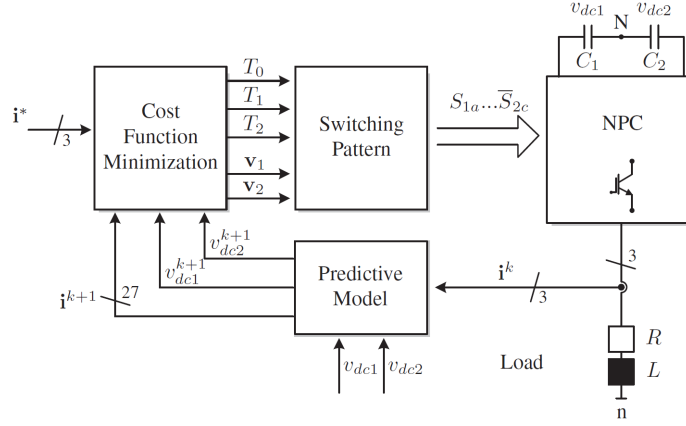 v_{dc1} N v_{dc2}
C_1 C_2
i*
3
Cost
Function
Minimization
T_0
T_1
T_2
v_1
v_2
Switching
Pattern
S_{1a}...\overline{S}_{2c}
NPC
v_{dc2}^{k+1}
v_{dc1}^{k+1}
i^{k+1} 27
Predictive
Model
i^k
3
3
v_{dc1} v_{dc2}
Load
R
L
n